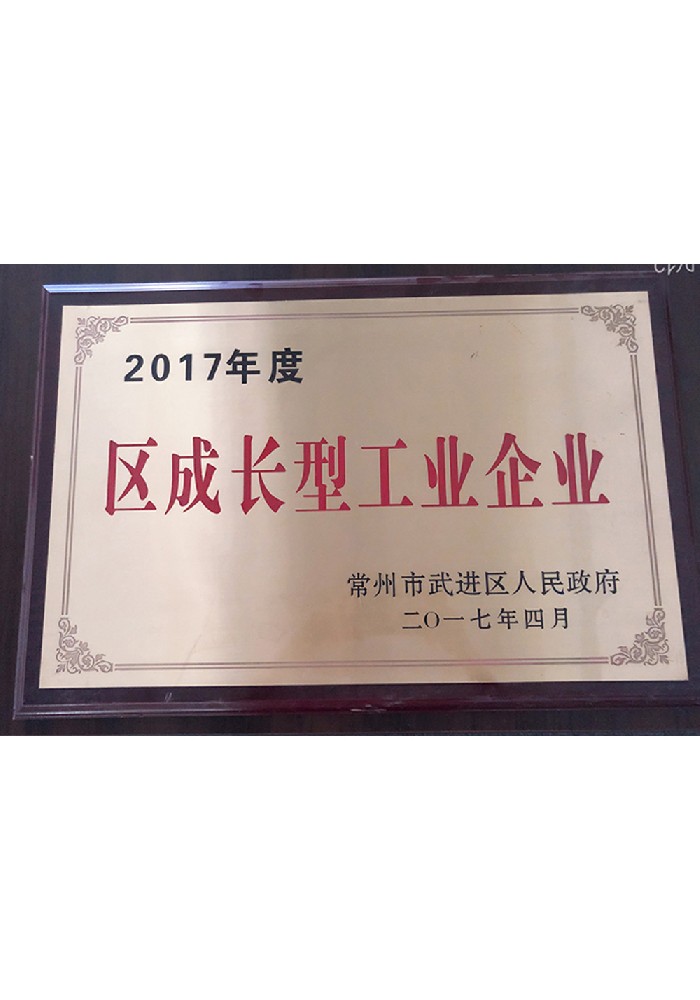 2017年度
区成长型工业企业
常州市武进区人民政府
二〇一七年四月